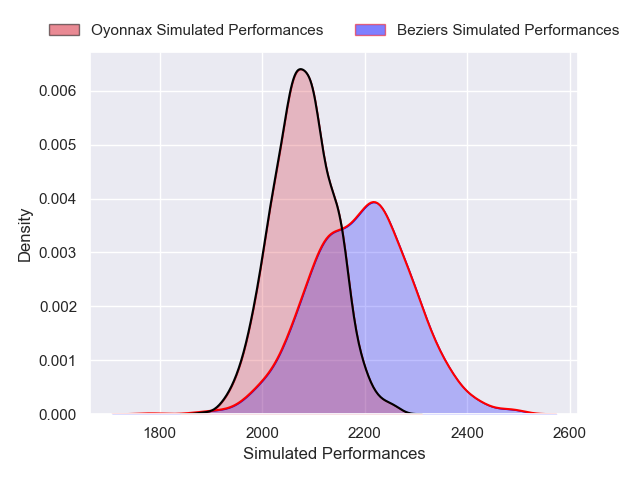 Oyonnax Simulated Performances Beziers Simulated Performances
0.006
0.005
0.004
0.003
0.002
0.001
0.000
Density
1800 2000 2200 2400 2600
Simulated Performances